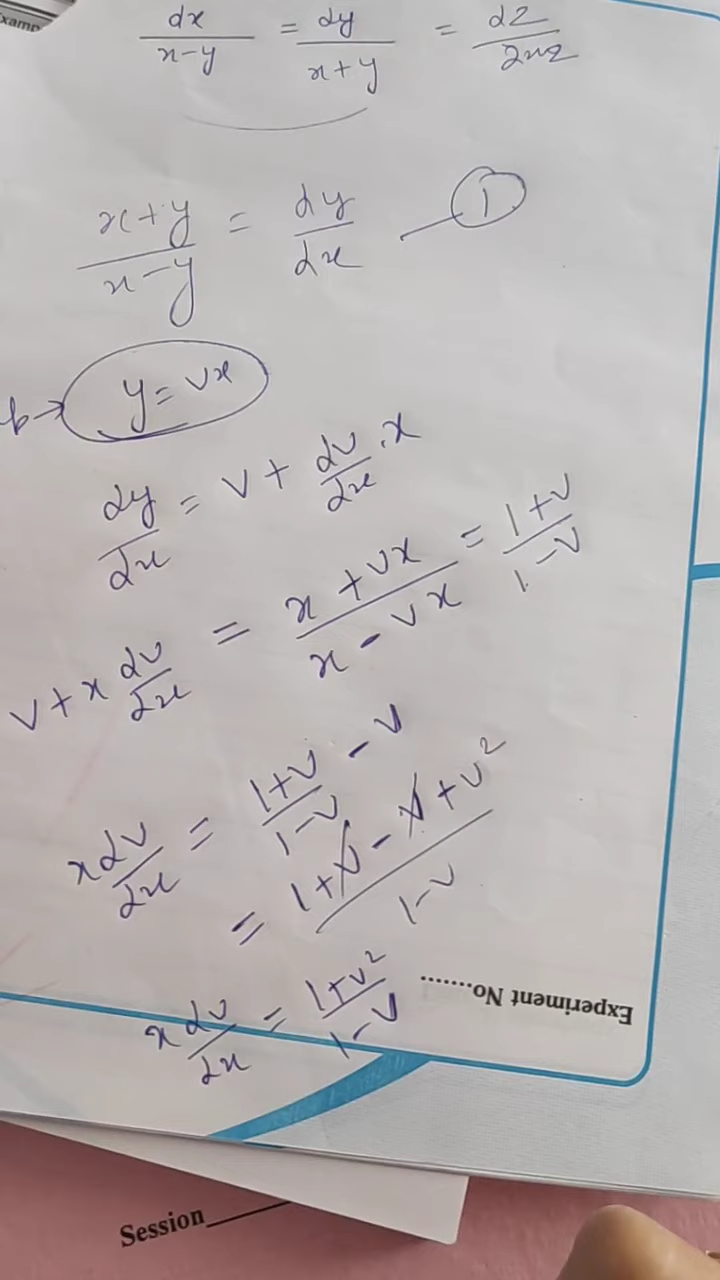 dx/(x-y) = dy/(x+y) = dz/2xz
(x+y)/(x-y) = dy/dx — ①
→ y = vx
dy/dx = v + dv/dx . x
v + x dv/dx = (x + vx)/(x - vx) = (1+v)/(1-v)
x dv/dx = (1+v)/(1-v) - v
= (1+v-v+v²)/(1-v)
x dv/dx = (1+v²)/(1-v)
Experiment No........
Session